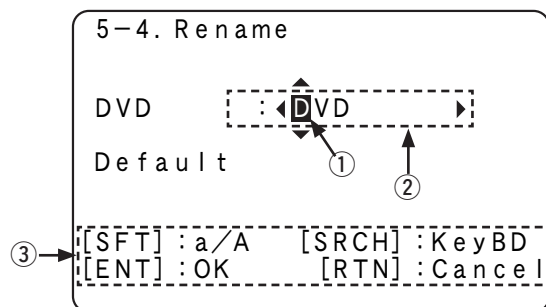 5-4. Rename
DVD : ◀DVD ▶
①
Default
②
③
[SFT] : a/A [SRCH] : KeyBD
[ENT] : OK [RTN] : Cancel